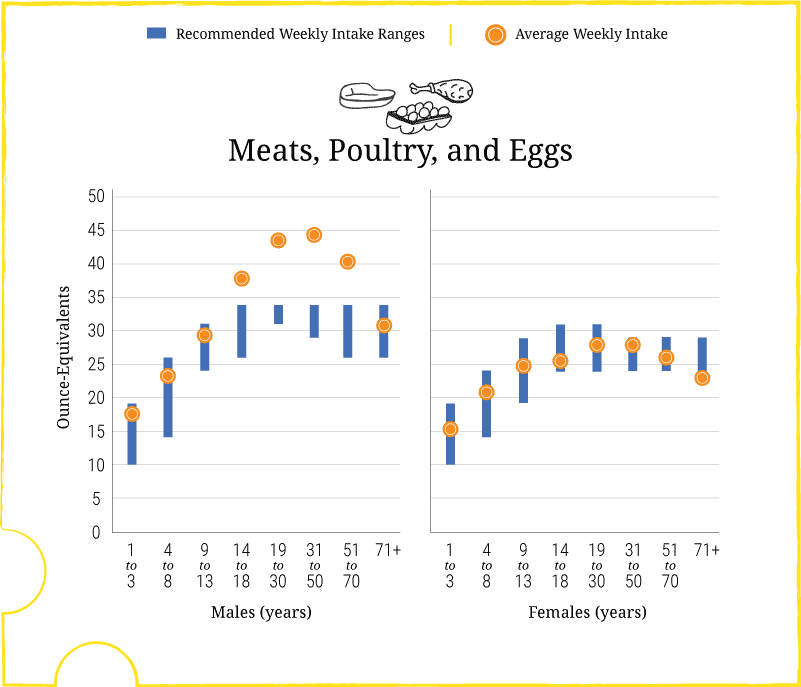 Recommended Weekly Intake Ranges
Average Weekly Intake
Meats, Poultry, and Eggs
Ounce-Equivalents
50
45
40
35
30
25
20
15
10
5
0
1 to 3
4 to 8
9 to 13
14 to 18
19 to 30
31 to 50
51 to 70
71+
Males (years)
1 to 3
4 to 8
9 to 13
14 to 18
19 to 30
31 to 50
51 to 70
71+
Females (years)